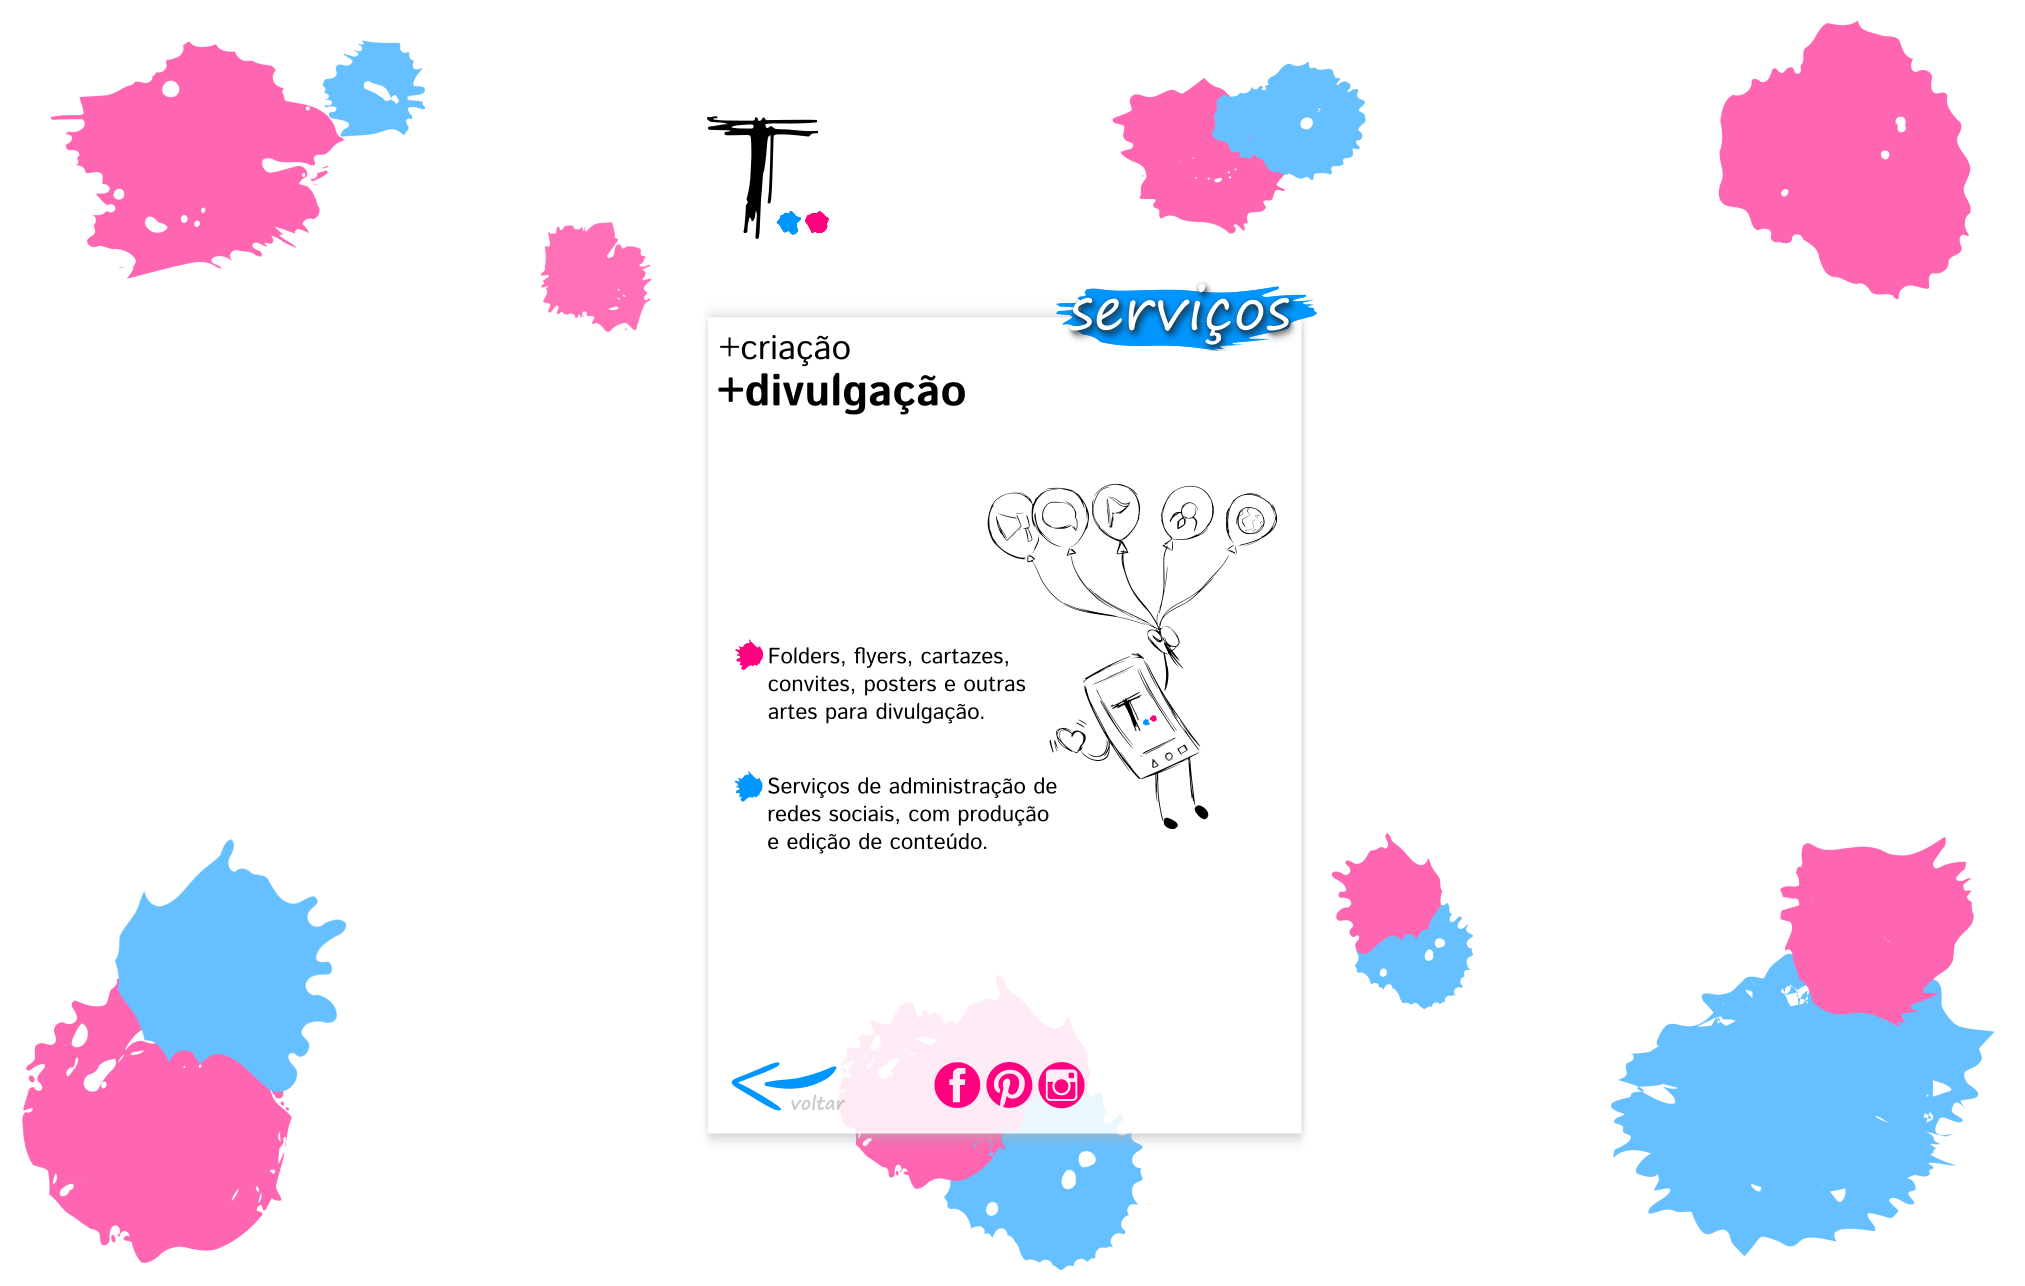 T
serviços
+criação
+divulgação
T
Folders, flyers, cartazes,
convites, posters e outras
artes para divulgação.
Serviços de administração de
redes sociais, com produção
e edição de conteúdo.
voltar